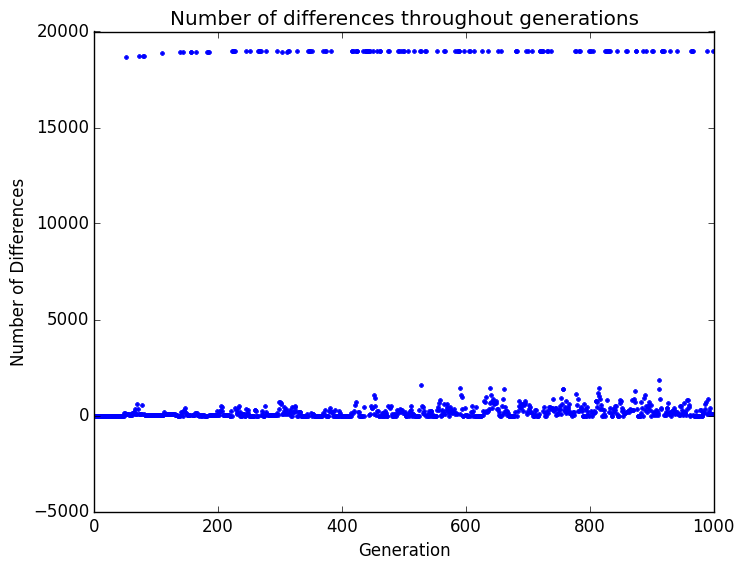 Number of differences throughout generations
20000
15000
10000
5000
0
−5000
Number of Differences
0 200 400 600 800 1000
Generation